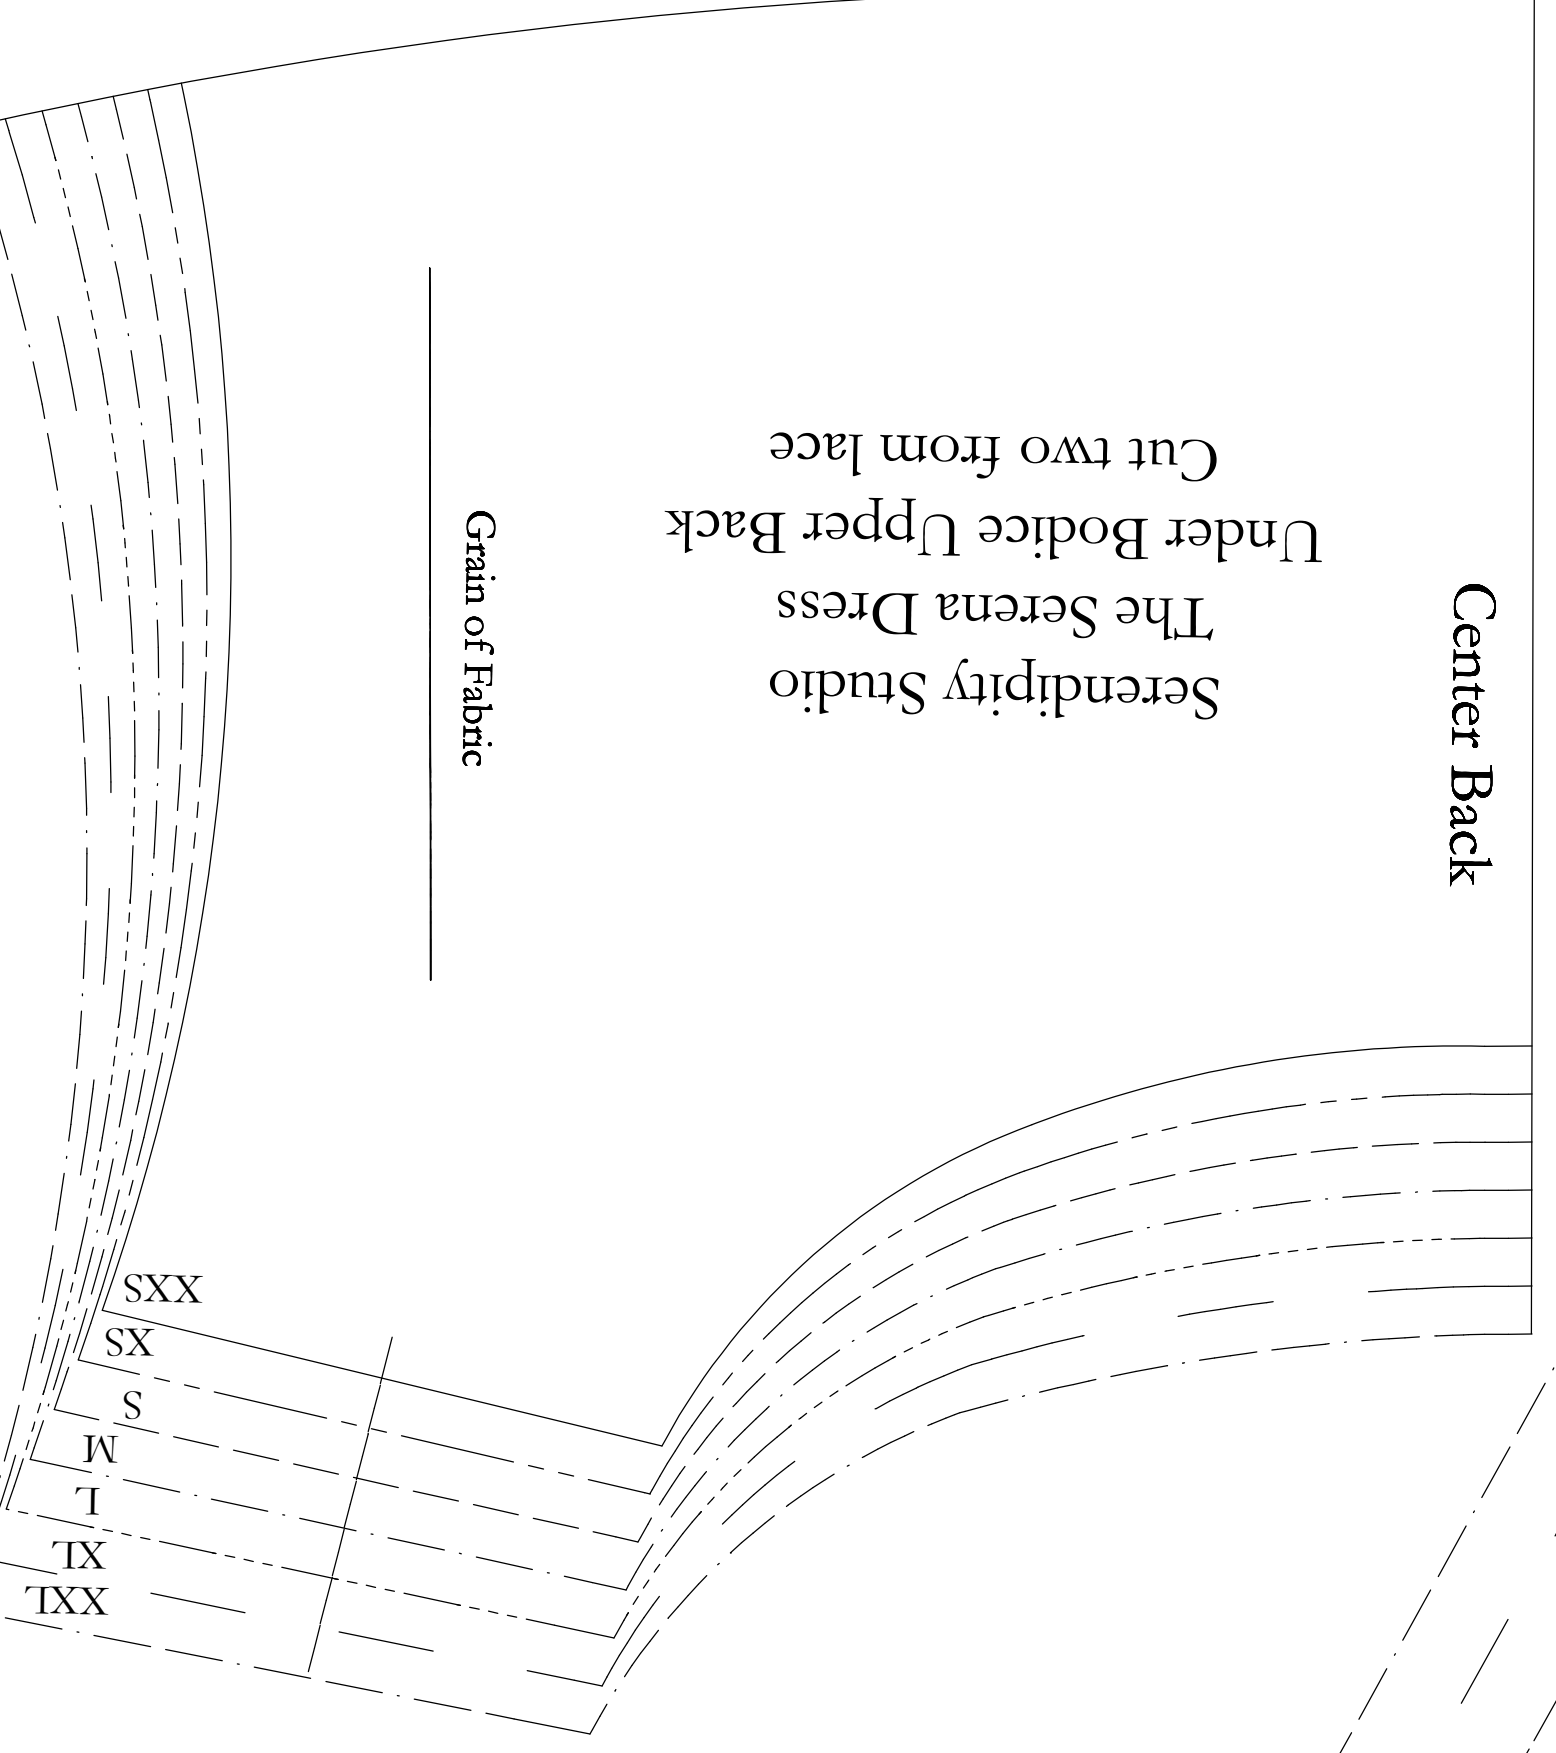 Serendipity Studio
The Serena Dress
Under Bodice Upper Back
Cut two from lace
Grain of Fabric
Center Back
XXS
XS
S
M
L
XL
XXL